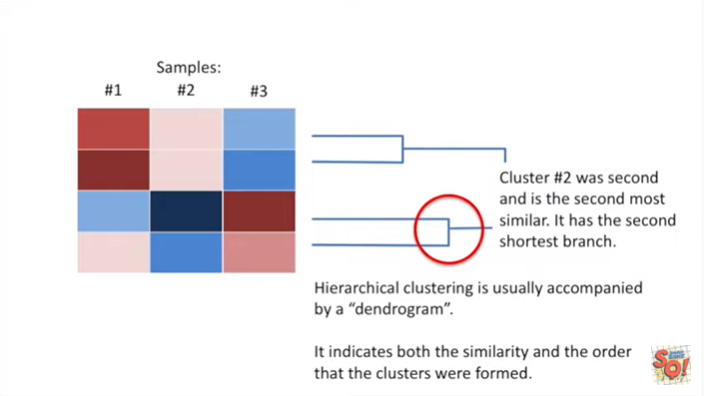 Samples:
#1 #2 #3
Cluster #2 was second
and is the second most
similar. It has the second
shortest branch.
Hierarchical clustering is usually accompanied
by a “dendrogram”.
It indicates both the similarity and the order
that the clusters were formed.
SQ!